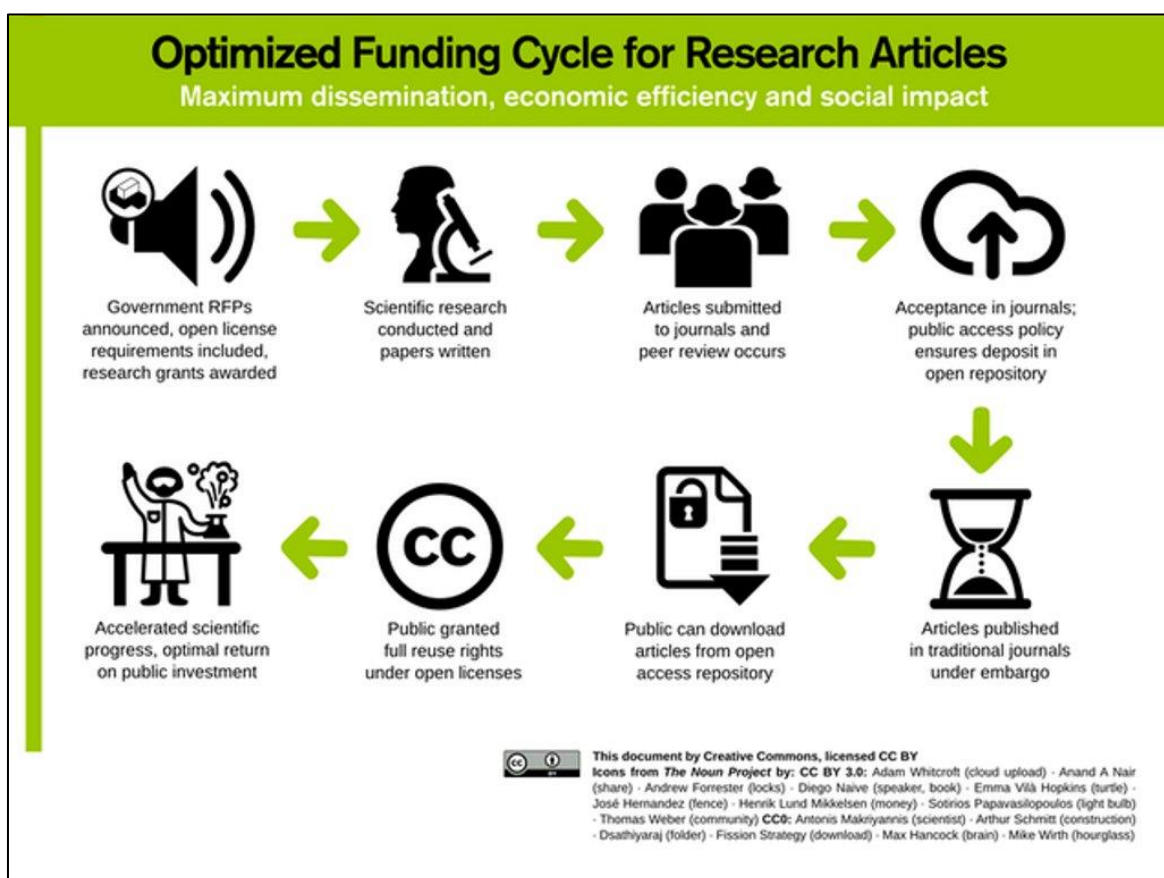 Optimized Funding Cycle for Research Articles
Maximum dissemination, economic efficiency and social impact
Government RFPs
announced, open license
requirements included,
research grants awarded
Scientific research
conducted and
papers written
Articles submitted
to journals and
peer review occurs
Acceptance in journals;
public access policy
ensures deposit in
open repository
Articles published
in traditional journals
under embargo
Public can download
articles from open
access repository
CC
Public granted
full reuse rights
under open licenses
Accelerated scientific
progress, optimal return
on public investment
cc
BY
This document by Creative Commons, licensed CC BY
Icons from The Noun Project by: CC BY 3.0: Adam Whitcroft (cloud upload) · Anand A Nair
(share) · Andrew Forrester (locks) · Diego Naive (speaker, book) · Emma Vilà Hopkins (turtle) ·
José Hernandez (fence) · Henrik Lund Mikkelsen (money) · Sotirios Papavasilopoulos (light bulb)
· Thomas Weber (community) CC0: Antonis Makriyannis (scientist) · Arthur Schmitt (construction)
· Dsathiyaraj (folder) · Fission Strategy (download) · Max Hancock (brain) · Mike Wirth (hourglass)